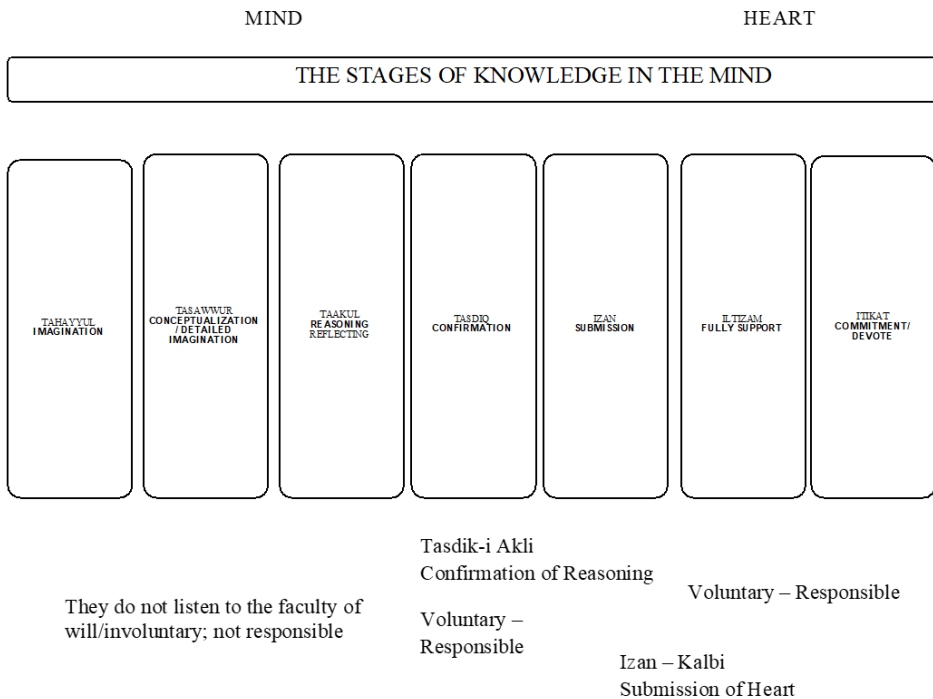 MIND
HEART
THE STAGES OF KNOWLEDGE IN THE MIND
TAHAYYUL
IMAGINATION
TASAWWUR
CONCEPTUALIZATION
/ DETAILED
IMAGINATION
TAAKUL
REASONING
REFLECTING
TASDIQ
CONFIRMATION
IZAN
SUBMISSION
ILTIZAM
FULLY SUPPORT
ITIKAT
COMMITMENT/
DEVOTE
They do not listen to the faculty of
will/involuntary; not responsible
Tasdik-i Akli
Confirmation of Reasoning
Voluntary –
Responsible
Voluntary – Responsible
Izan – Kalbi
Submission of Heart